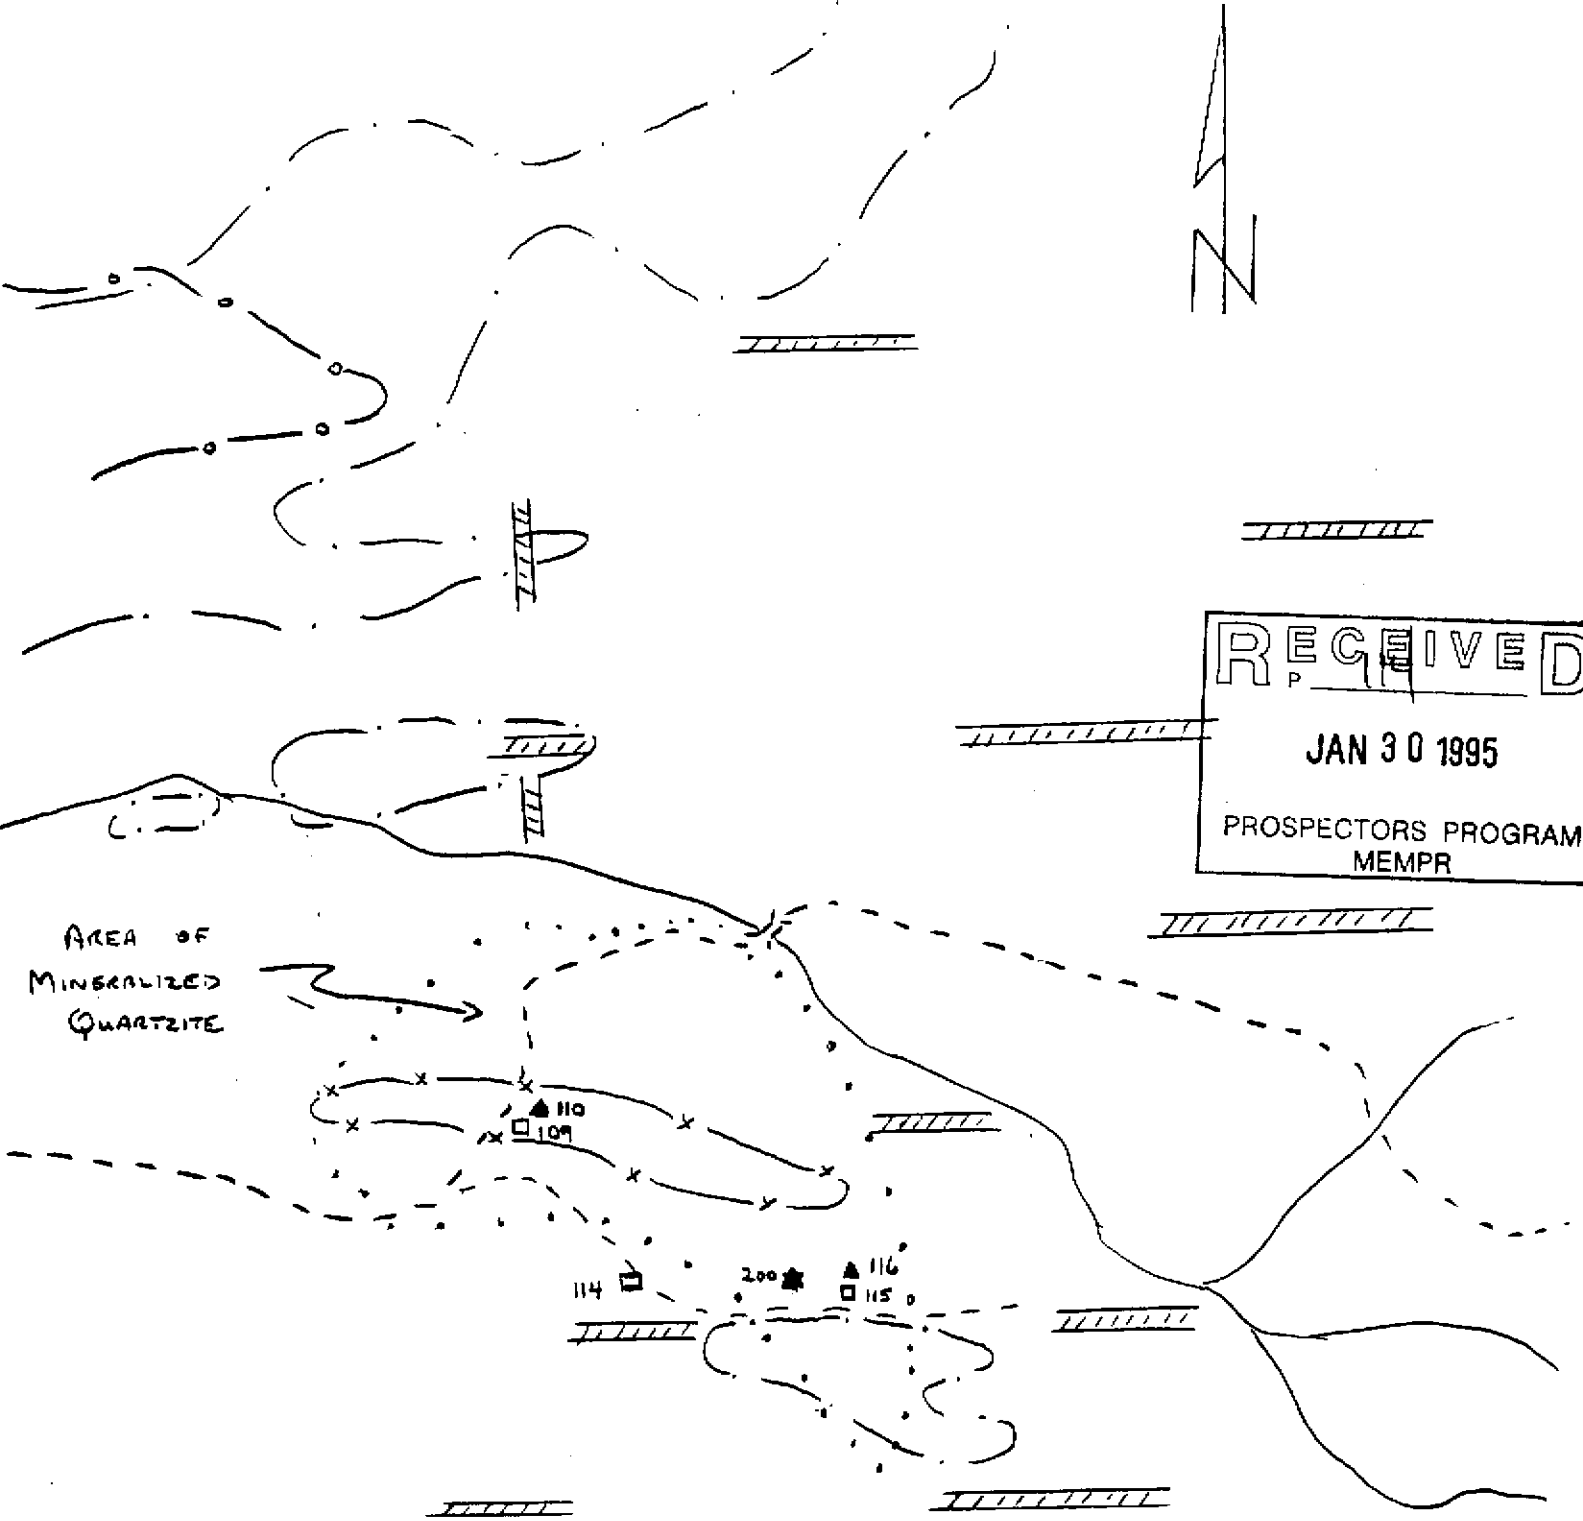 N
RECEIVED
P
JAN 30 1995
PROSPECTORS PROGRAM
MEMPR
AREA OF
MINERALIZED
QUARTZITE
110
109
114
200
116
115